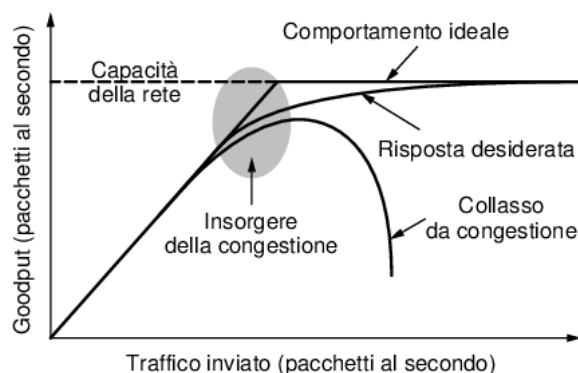 Comportamento ideale
Capacità
della rete
Risposta desiderata
Insorgere
della congestione
Collasso
da congestione
Goodput (pacchetti al secondo)
Traffico inviato (pacchetti al secondo)